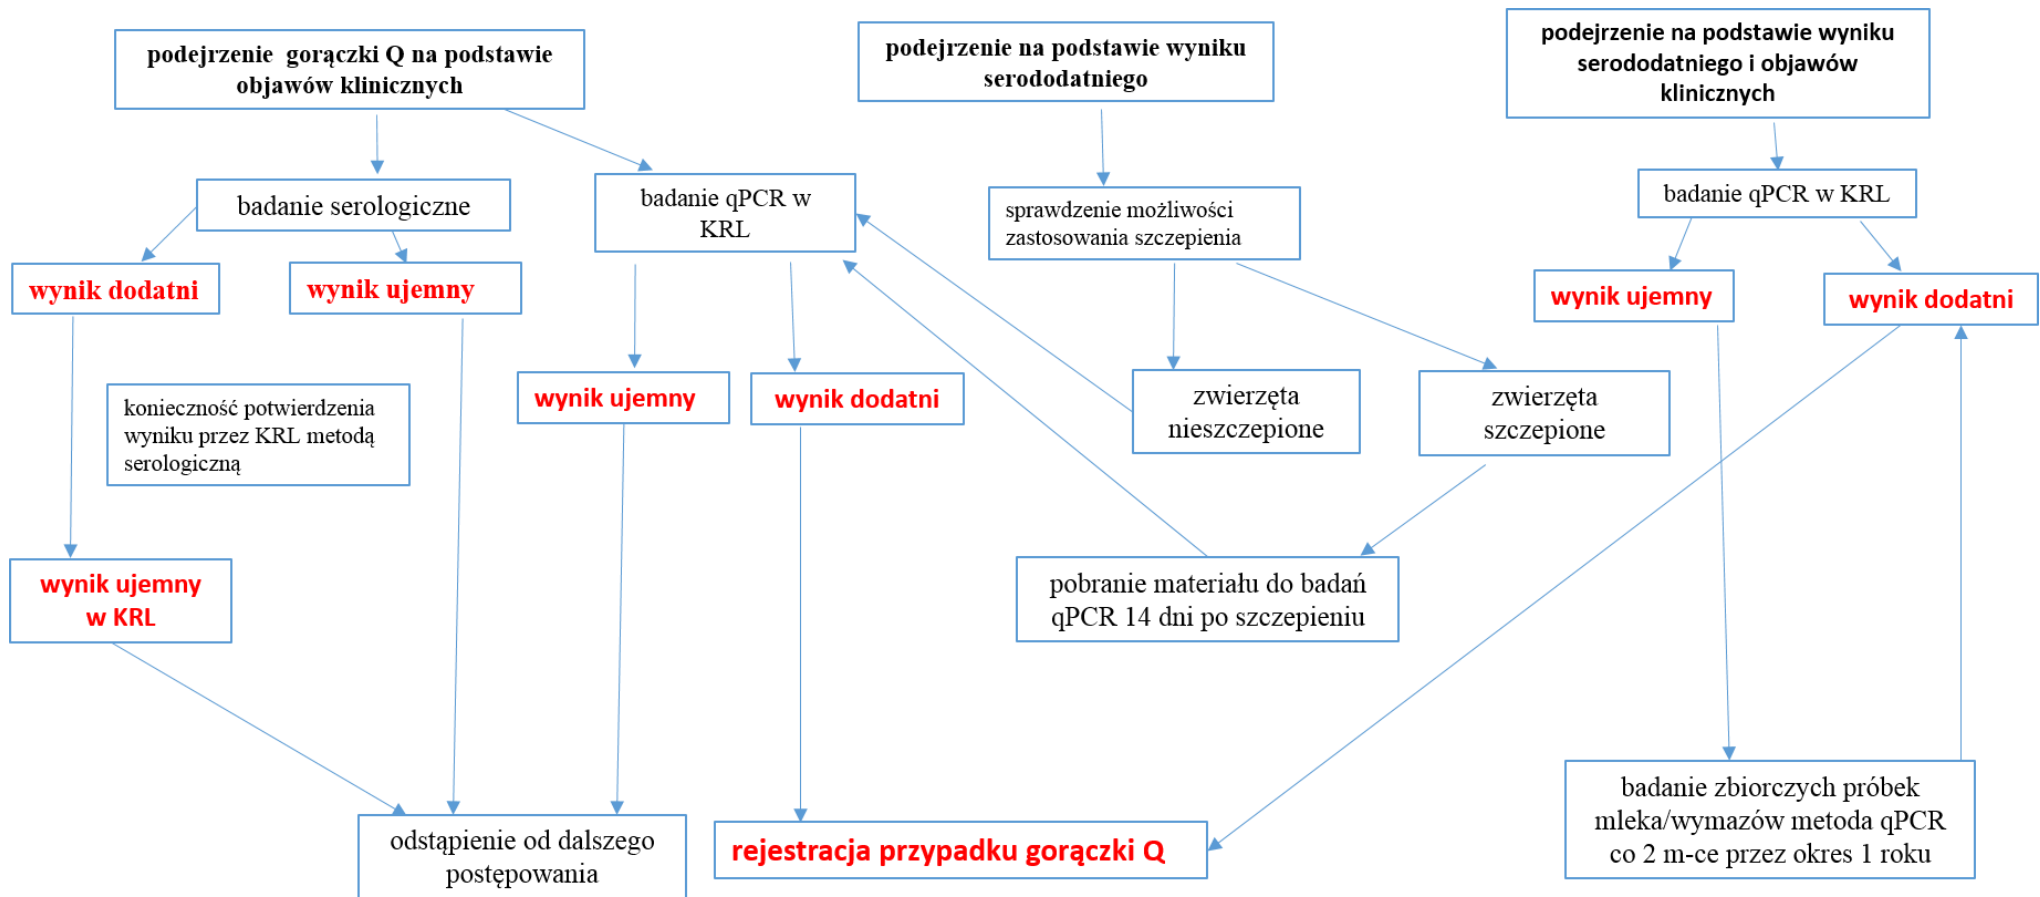 podejrzenie gorączki Q na podstawie
objawów klinicznych
podejrzenie na podstawie wyniku
serododatniego
podejrzenie na podstawie wyniku
serododatniego i objawów
klinicznych
badanie serologiczne
badanie qPCR w
KRL
sprawdzenie możliwości
zastosowania szczepienia
badanie qPCR w KRL
wynik dodatni
wynik ujemny
wynik ujemny
wynik dodatni
wynik ujemny
wynik dodatni
zwierzęta
nieszczepione
zwierzęta
szczepione
konieczność potwierdzenia
wyniku przez KRL metodą
serologiczną
wynik ujemny
w KRL
pobranie materiału do badań
qPCR 14 dni po szczepieniu
odstąpienie od dalszego
postępowania
rejestracja przypadku gorączki Q
badanie zbiorczych próbek
mleka/wymazów metoda qPCR
co 2 m-ce przez okres 1 roku